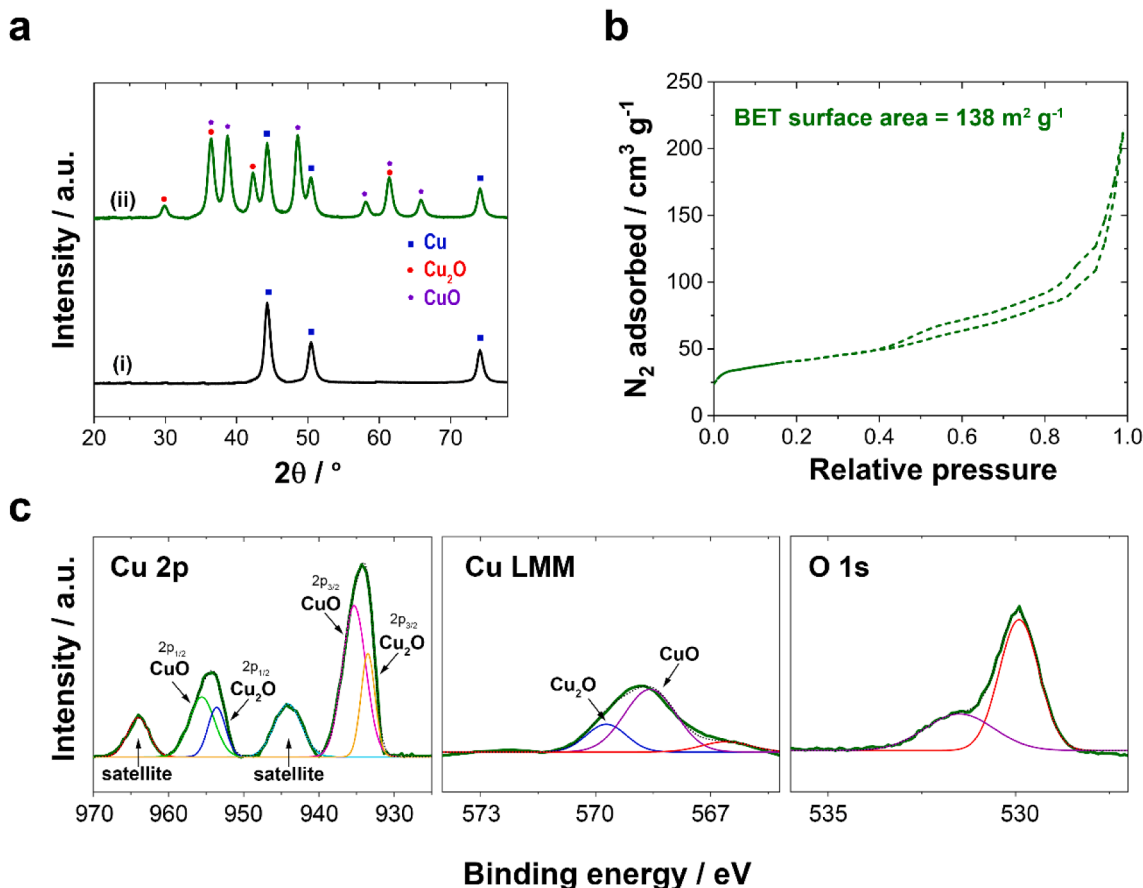 a
Intensity / a.u.
(ii)
Cu
Cu₂O
CuO
(i)
20 30 40 50 60 70
2θ / °
b
N₂ adsorbed / cm³ g⁻¹
250
200
150
100
50
0
BET surface area = 138 m² g⁻¹
0.0 0.2 0.4 0.6 0.8 1.0
Relative pressure
c
Intensity / a.u.
Cu 2p
2p₃/₂
CuO
2p₃/₂
Cu₂O
2p₁/₂
CuO
2p₁/₂
Cu₂O
satellite
satellite
970 960 950 940 930
Cu LMM
Cu₂O
CuO
573 570 567
O 1s
535 530
Binding energy / eV